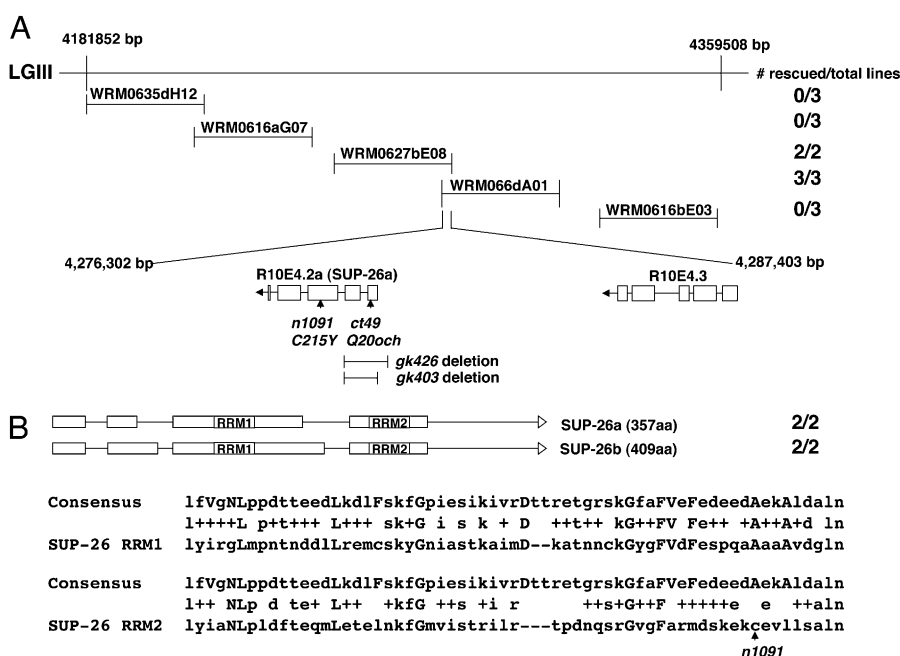 A
4181852 bp
4359508 bp
LGIII
# rescued/total lines
WRM0635dH12
0/3
WRM0616aG07
0/3
WRM0627bE08
2/2
WRM066dA01
3/3
WRM0616bE03
0/3
4,276,302 bp
4,287,403 bp
R10E4.2a (SUP-26a)
R10E4.3
n1091 ct49
C215Y Q20och
gk426 deletion
gk403 deletion
B
RRM1 RRM2 SUP-26a (357aa) 2/2
RRM1 RRM2 SUP-26b (409aa) 2/2
Consensus lfVgNLppdtteedLkdlFskfGpiesikivrDttretgrskGfaFVeFedeedAekAldaln
l++++L p+t+++ L+++ sk+G i s k + D ++t++ kG++FV Fe++ +A++A+d ln
SUP-26 RRM1 lyirgLmpntnddlLremcskyGniastkaimD--katnnckGygFVdFespqaAaaAvdgln
Consensus lfVgNLppdtteedLkdlFskfGpiesikivrDttretgrskGfaFVeFedeedAekAldaln
l++ NLp d te+ L++ +kfG ++s +i r ++s+G++F +++++e e ++aln
SUP-26 RRM2 lyiaNLpldfteqmLetelnkfGmvistrilr---tpdnqsrGvgFarmdskekcevllsaln
n1091